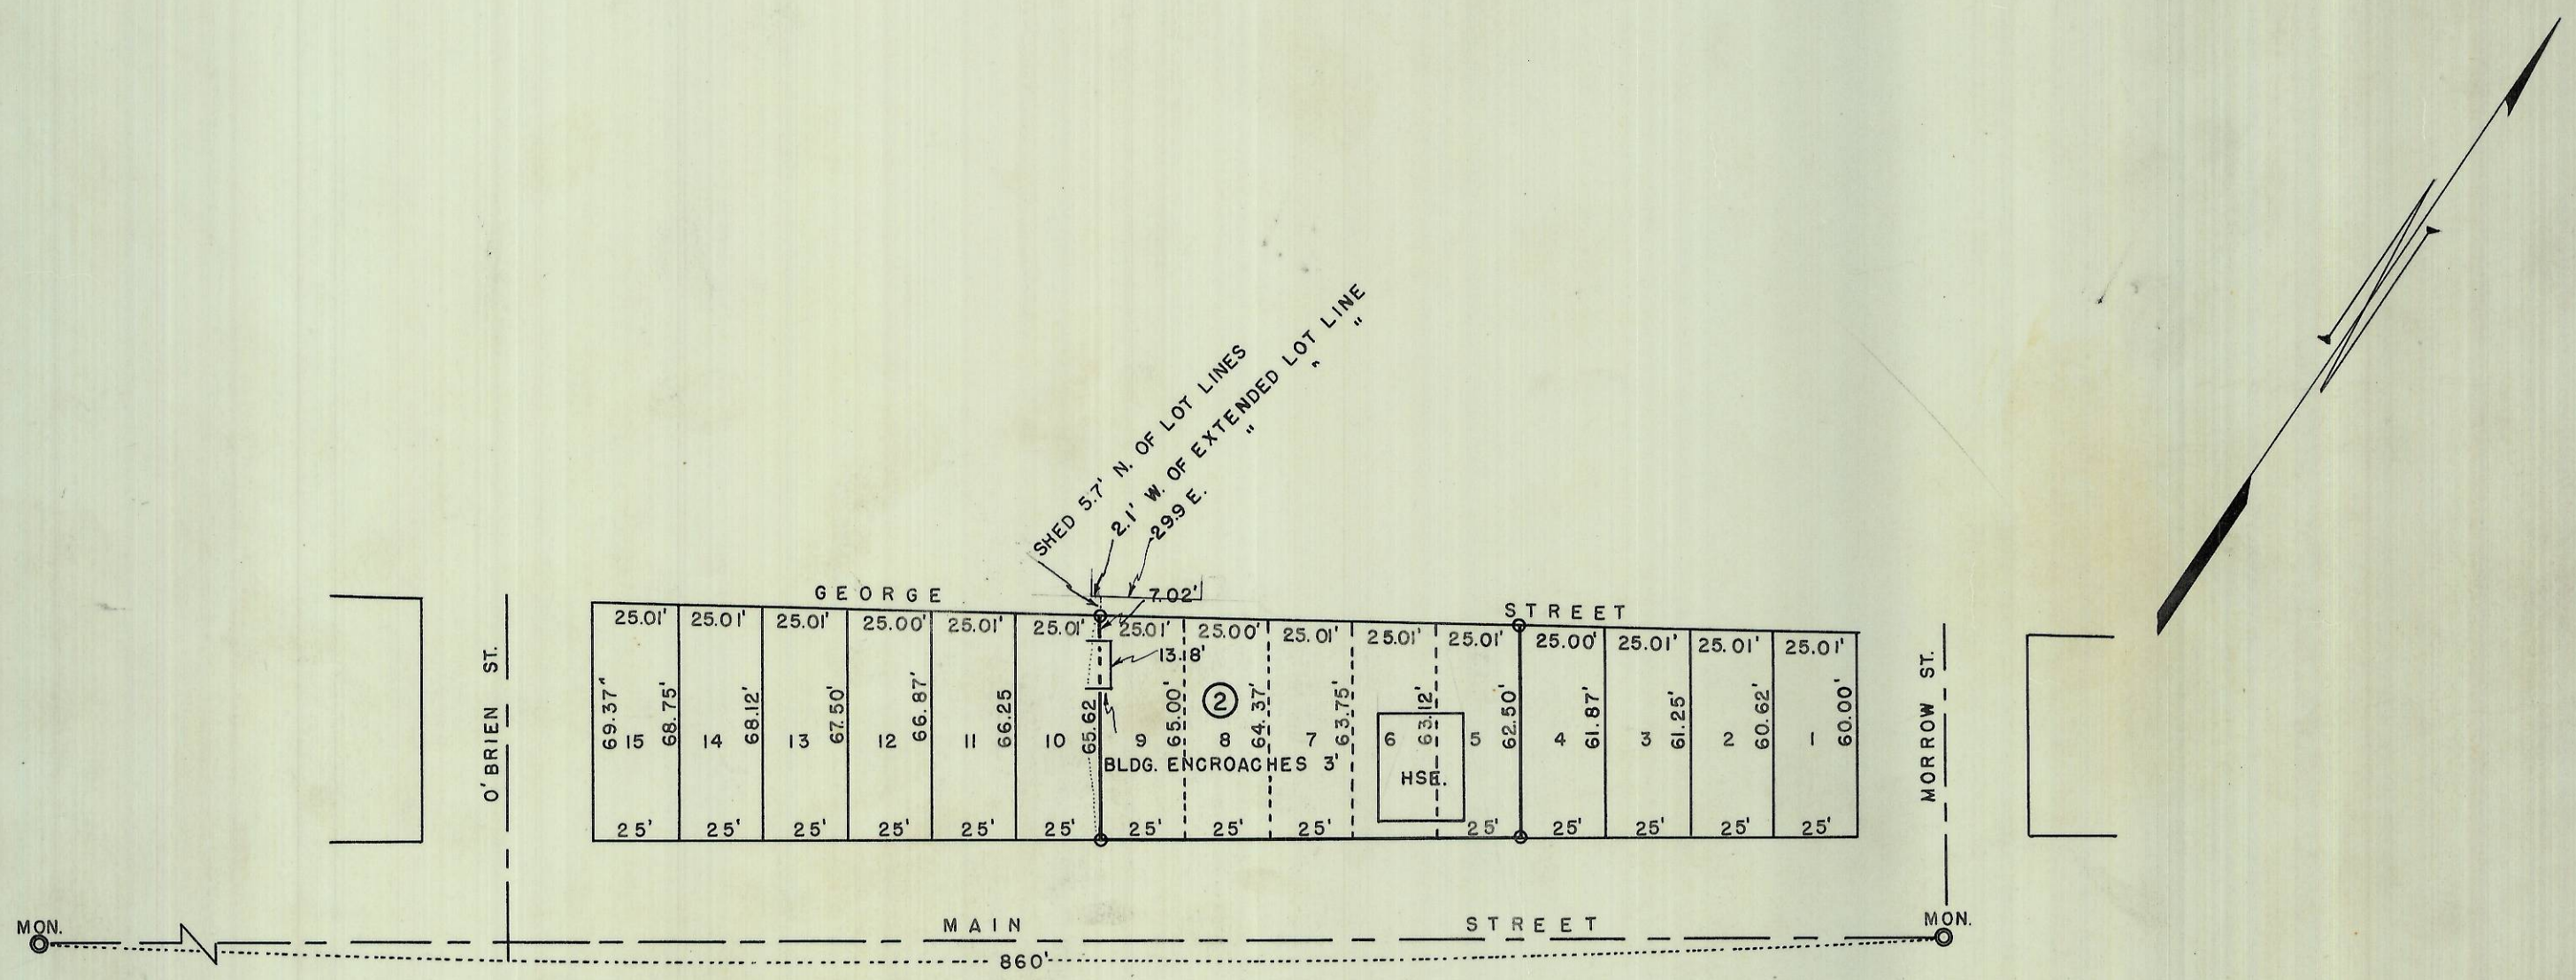 SHED 5.7' N. OF LOT LINES
2.1' W. OF EXTENDED LOT LINE
29.9 E. " " "
GEORGE STREET
7.02'
25.01' 25.01' 25.01' 25.00' 25.01' 25.01' 25.01' 25.00' 25.01' 25.01' 25.01' 25.00' 25.01' 25.01' 25.01'
13.18'
O'BRIEN ST.
69.37" 68.75' 68.12' 67.50' 66.87' 66.25 65.62 65.00' 64.37' 63.75' 63.12' 62.50' 61.87' 61.25' 60.62' 60.00'
MORROW ST.
2
15 14 13 12 11 10 9 8 7 6 5 4 3 2 1
BLDG. ENCROACHES 3'
HSE.
25' 25' 25' 25' 25' 25' 25' 25' 25' 25' 25' 25' 25' 25'
MON. MAIN STREET MON.
860'